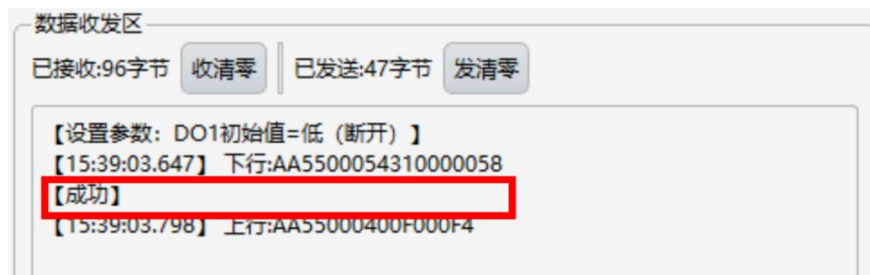 数据收发区
已接收:96字节 收清零 已发送:47字节 发清零
【设置参数：DO1初始值=低（断开）】
【15:39:03.647】 下行:AA5500054310000058
【成功】
【15:39:03.798】 上行:AA55000400F000F4